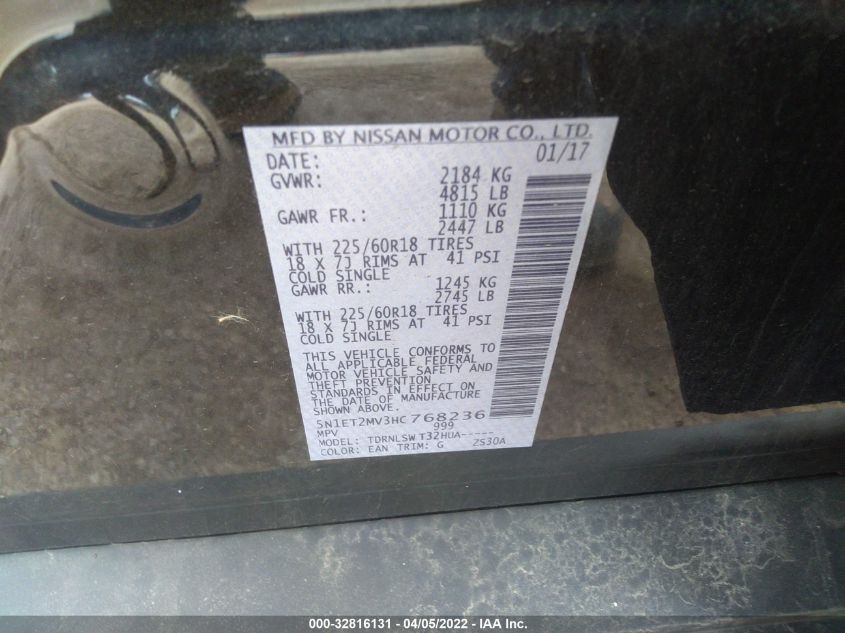 MFD BY NISSAN MOTOR CO., LTD.
DATE: 01/17
GVWR: 2184 KG
4815 LB
GAWR FR.: 1110 KG
2447 LB
WITH 225/60R18 TIRES
18 X 7J RIMS AT 41 PSI
COLD SINGLE
GAWR RR.: 1245 KG
2745 LB
WITH 225/60R18 TIRES
18 X 7J RIMS AT 41 PSI
COLD SINGLE
THIS VEHICLE CONFORMS TO
ALL APPLICABLE FEDERAL
MOTOR VEHICLE SAFETY AND
THEFT PREVENTION
STANDARDS IN EFFECT ON
THE DATE OF MANUFACTURE
SHOWN ABOVE.
5N1ET2MV3HC768236
MPV 999
MODEL: TDRNLSW T32HUA-----
COLOR: EAN TRIM: G ZS30A
000-32816131 - 04/05/2022 - IAA Inc.